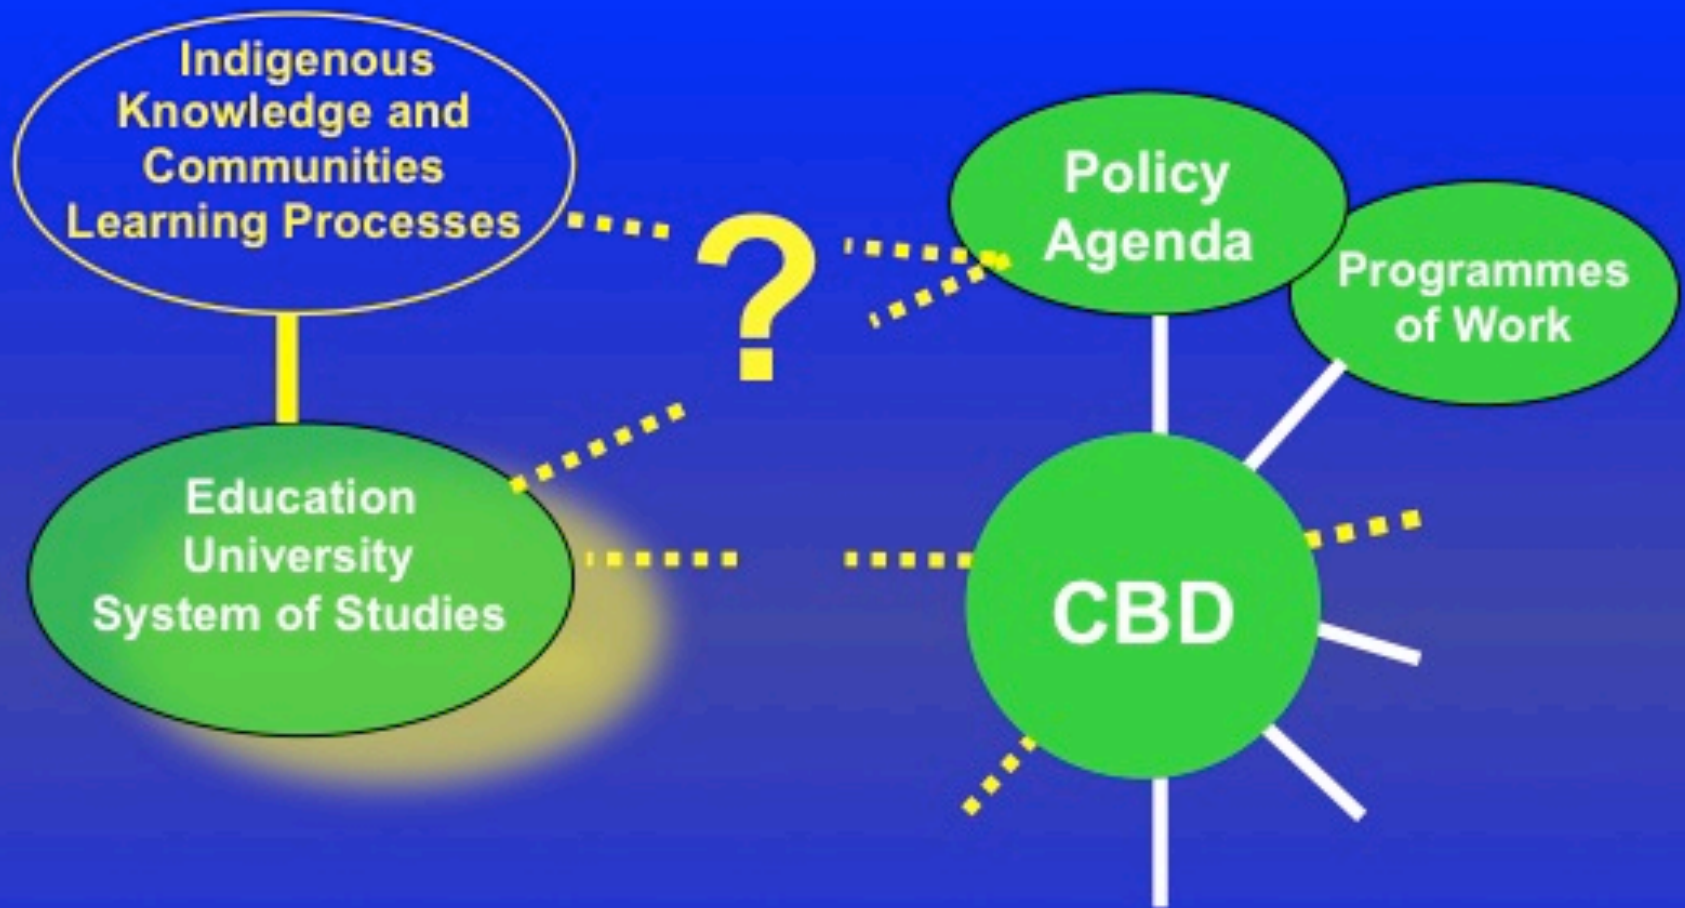 Indigenous
Knowledge and
Communities
Learning Processes
?
Policy
Agenda
Programmes
of Work
Education
University
System of Studies
CBD